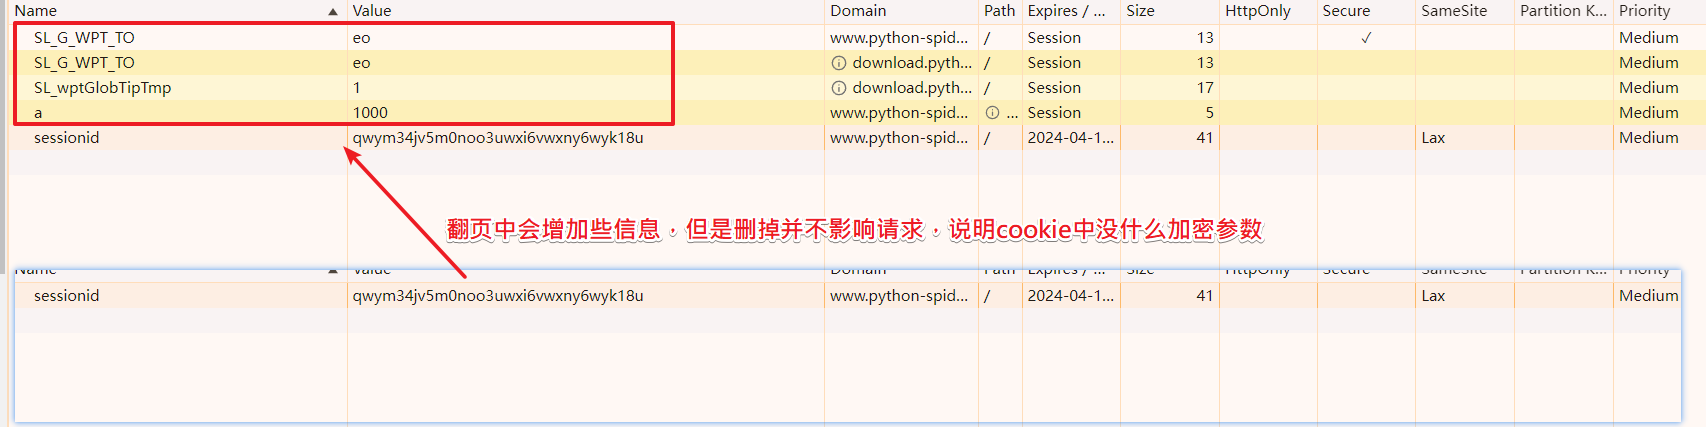 Name ▲ Value Domain Path Expires / ... Size HttpOnly Secure SameSite Partition K... Priority
SL_G_WPT_TO eo www.python-spid... / Session 13 ✓ Medium
SL_G_WPT_TO eo ⓘ download.pyth... / Session 13 Medium
SL_wptGlobTipTmp 1 ⓘ download.pyth... / Session 17 Medium
a 1000 www.python-spid... ⓘ ... Session 5 Medium
sessionid qwym34jv5m0noo3uwxi6vwxny6wyk18u www.python-spid... / 2024-04-1... 41 Lax Medium
翻页中会增加些信息，但是删掉并不影响请求，说明cookie中没什么加密参数
Name ▲ Value Domain Path Expires / ... Size HttpOnly Secure SameSite Partition K... Priority
sessionid qwym34jv5m0noo3uwxi6vwxny6wyk18u www.python-spid... / 2024-04-1... 41 Lax Medium